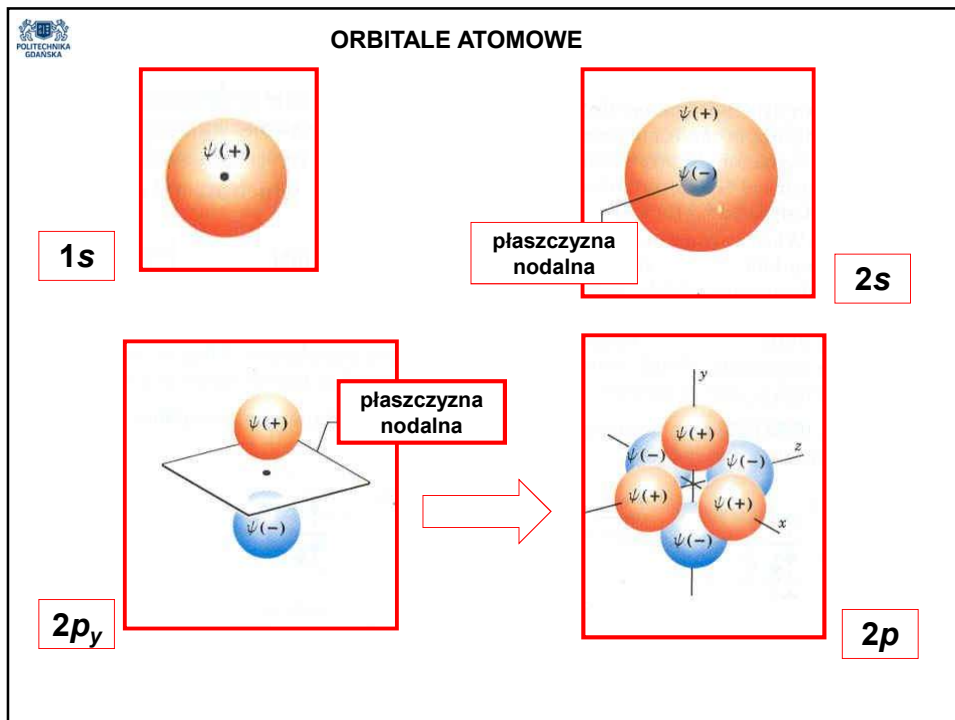 POLITECHNIKA
GDAŃSKA
ORBITALE ATOMOWE
ψ(+)
1s
ψ(+)
ψ(−)
płaszczyzna
nodalna
2s
ψ(+)
płaszczyzna
nodalna
ψ(−)
2py
y
ψ(+)
ψ(−)
ψ(−)
z
ψ(+)
ψ(+)
x
ψ(−)
2p